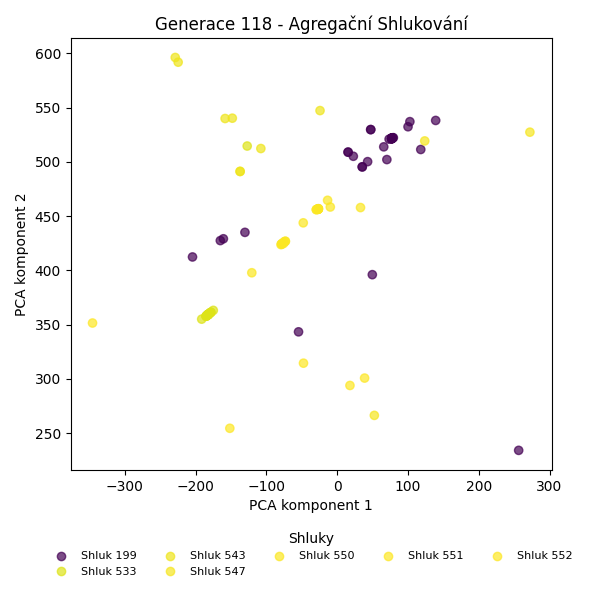 Generace 118 - Agregační Shlukování
600
550
500
450
400
350
300
250
PCA komponent 2
−300 −200 −100 0 100 200 300
PCA komponent 1
Shluky
Shluk 199 Shluk 543 Shluk 550 Shluk 551 Shluk 552
Shluk 533 Shluk 547